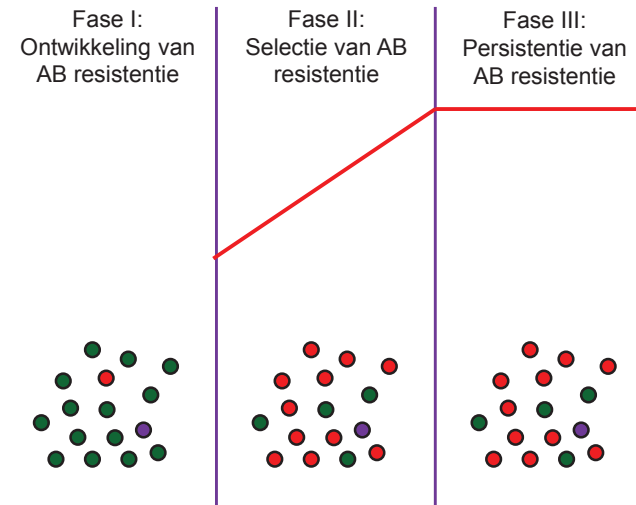 Fase I:
Ontwikkeling van
AB resistentie
Fase II:
Selectie van AB
resistentie
Fase III:
Persistentie van
AB resistentie